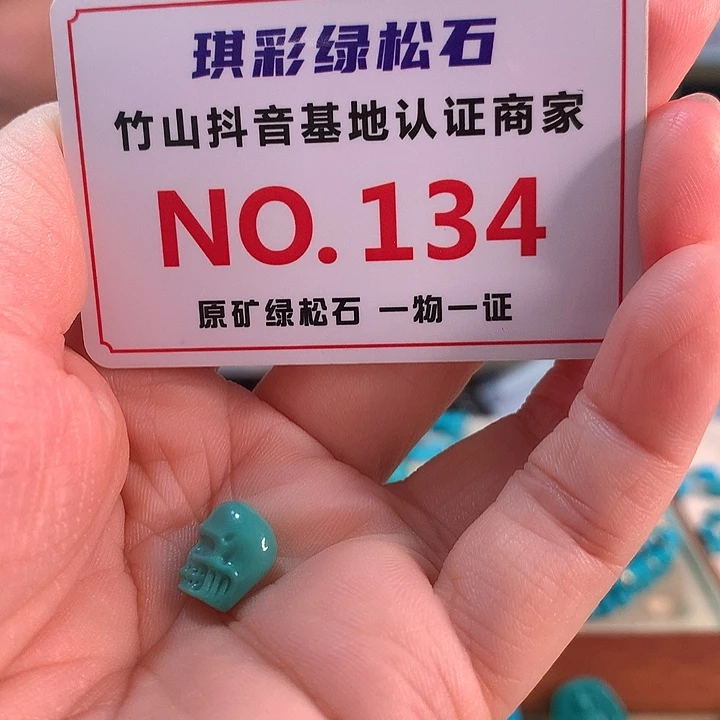 琪彩绿松石
竹山抖音基地认证商家
NO.134
原矿绿松石 一物一证